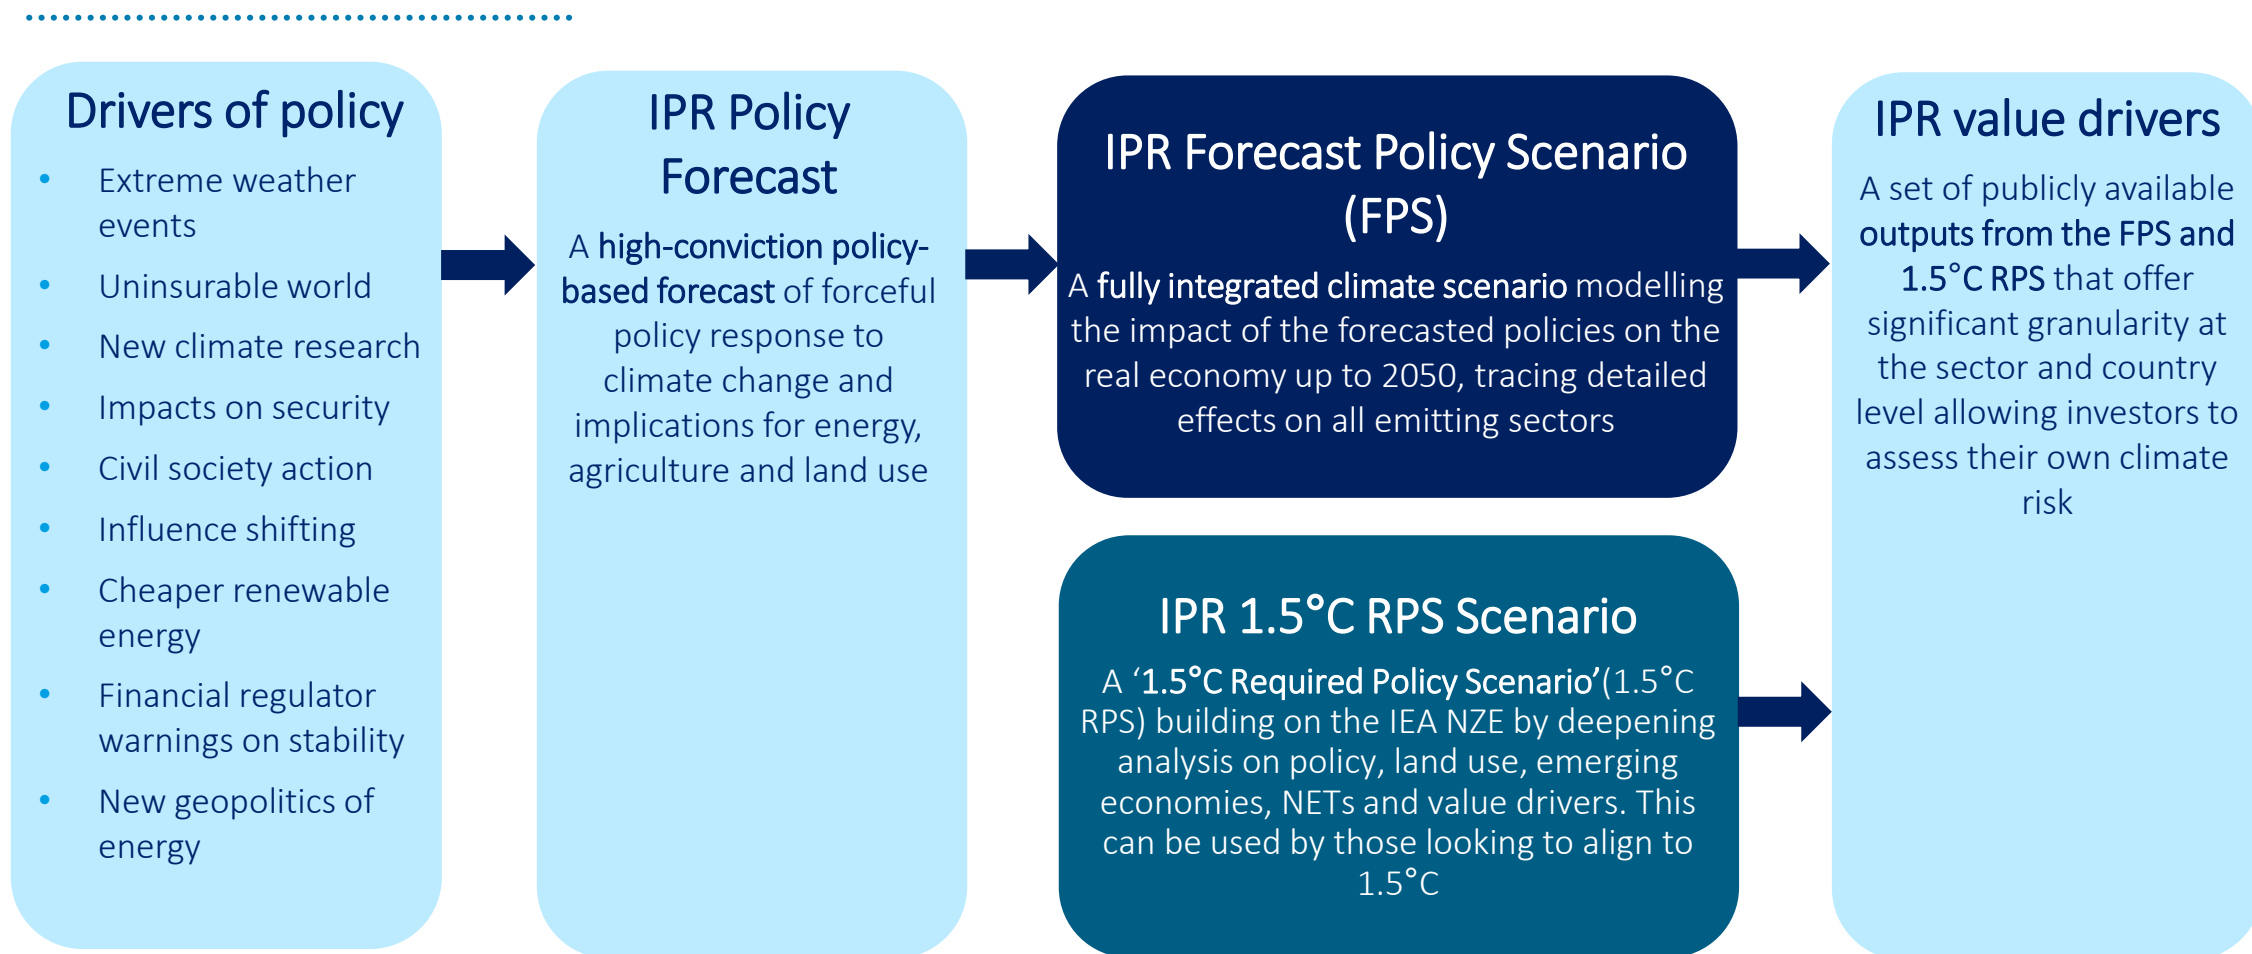 Drivers of policy
• Extreme weather
events
• Uninsurable world
• New climate research
• Impacts on security
• Civil society action
• Influence shifting
• Cheaper renewable
energy
• Financial regulator
warnings on stability
• New geopolitics of
energy
IPR Policy
Forecast
A high-conviction policy-
based forecast of forceful
policy response to
climate change and
implications for energy,
agriculture and land use
IPR Forecast Policy Scenario
(FPS)
A fully integrated climate scenario modelling
the impact of the forecasted policies on the
real economy up to 2050, tracing detailed
effects on all emitting sectors
IPR 1.5°C RPS Scenario
A ‘1.5°C Required Policy Scenario’(1.5°C
RPS) building on the IEA NZE by deepening
analysis on policy, land use, emerging
economies, NETs and value drivers. This
can be used by those looking to align to
1.5°C
IPR value drivers
A set of publicly available
outputs from the FPS and
1.5°C RPS that offer
significant granularity at
the sector and country
level allowing investors to
assess their own climate
risk